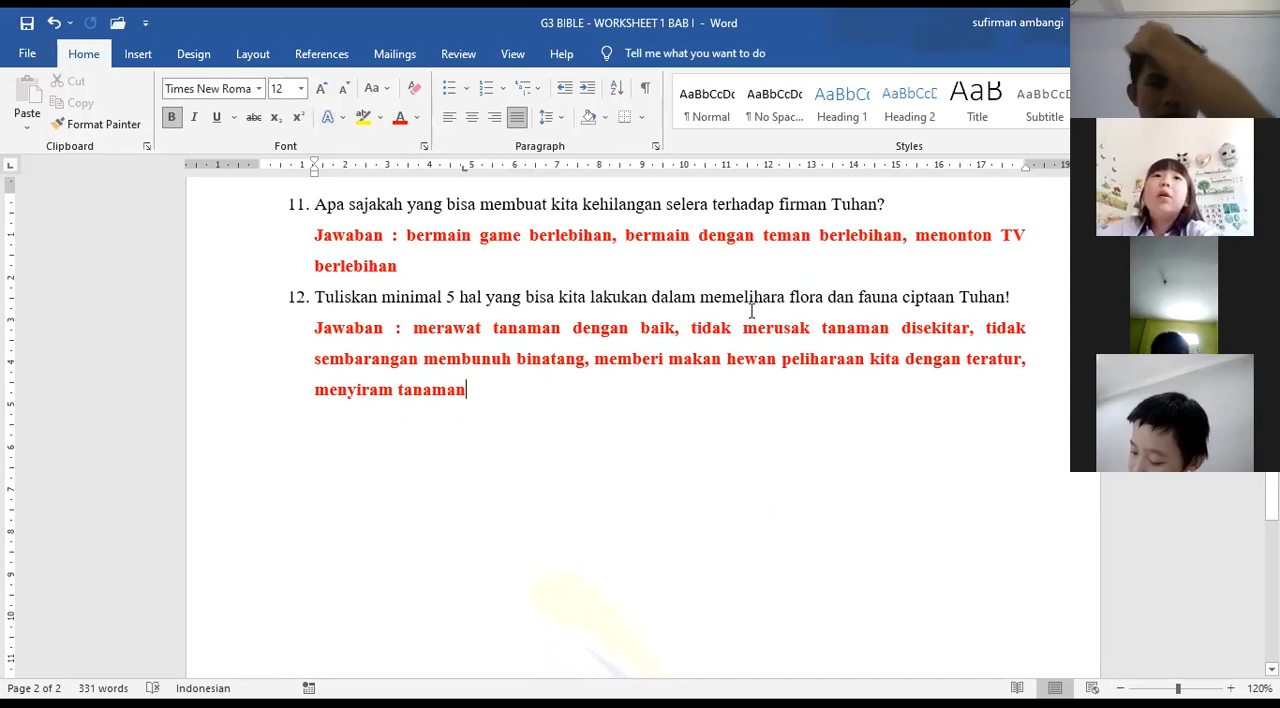 G3 BIBLE - WORKSHEET 1 BAB I - Word
sufirman ambangi
File Home Insert Design Layout References Mailings Review View Help Tell me what you want to do
Paste
Cut
Copy
Format Painter
Clipboard
Times New Roma 12
Aa
B I U abc x₂ x² A A
Font
Paragraph
AaBbCcDc AaBbCcDc AaBbCc AaBbCcD AaB AaBbCcD
¶ Normal ¶ No Spac... Heading 1 Heading 2 Title Subtitle
Styles
11. Apa sajakah yang bisa membuat kita kehilangan selera terhadap firman Tuhan?
Jawaban : bermain game berlebihan, bermain dengan teman berlebihan, menonton TV
berlebihan
12. Tuliskan minimal 5 hal yang bisa kita lakukan dalam memelihara flora dan fauna ciptaan Tuhan!
Jawaban : merawat tanaman dengan baik, tidak merusak tanaman disekitar, tidak
sembarangan membunuh binatang, memberi makan hewan peliharaan kita dengan teratur,
menyiram tanaman
Page 2 of 2 331 words Indonesian 120%